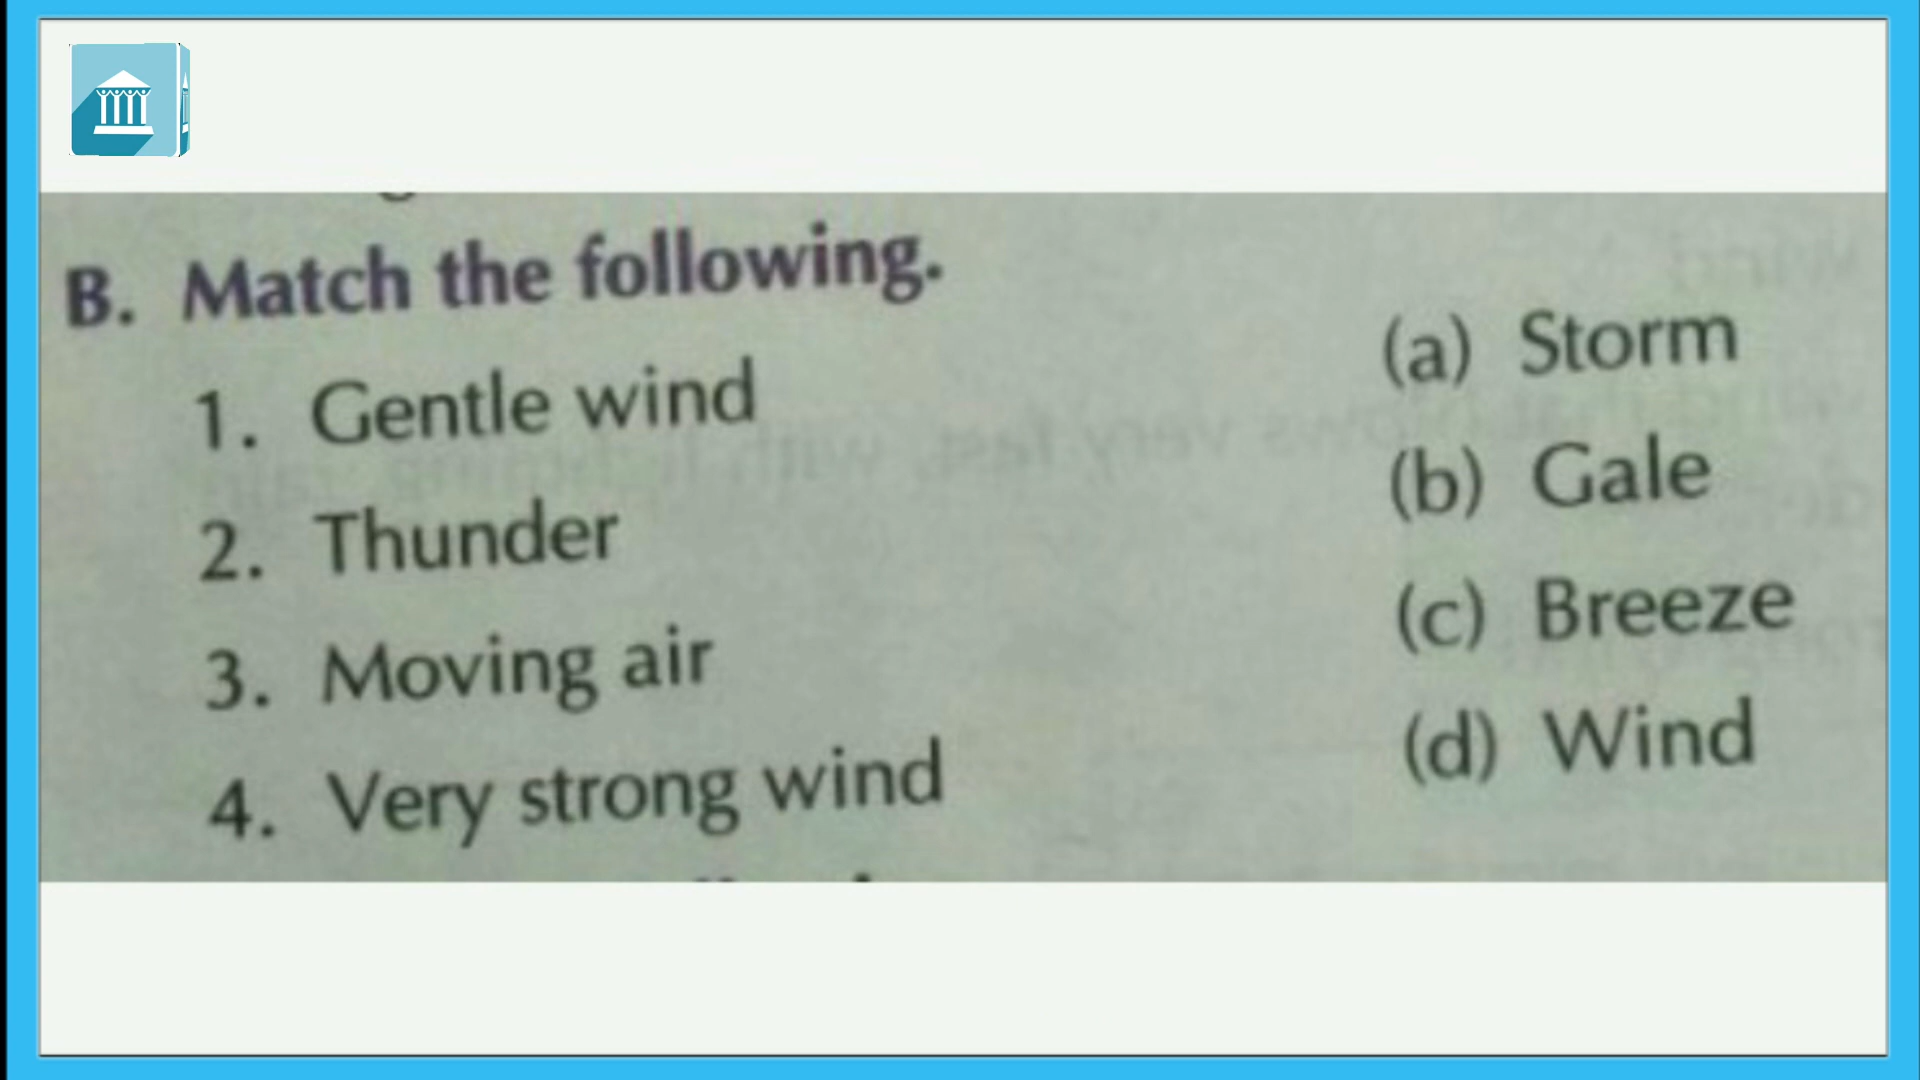 B. Match the following.
1. Gentle wind
(a) Storm
2. Thunder
(b) Gale
3. Moving air
(c) Breeze
4. Very strong wind
(d) Wind